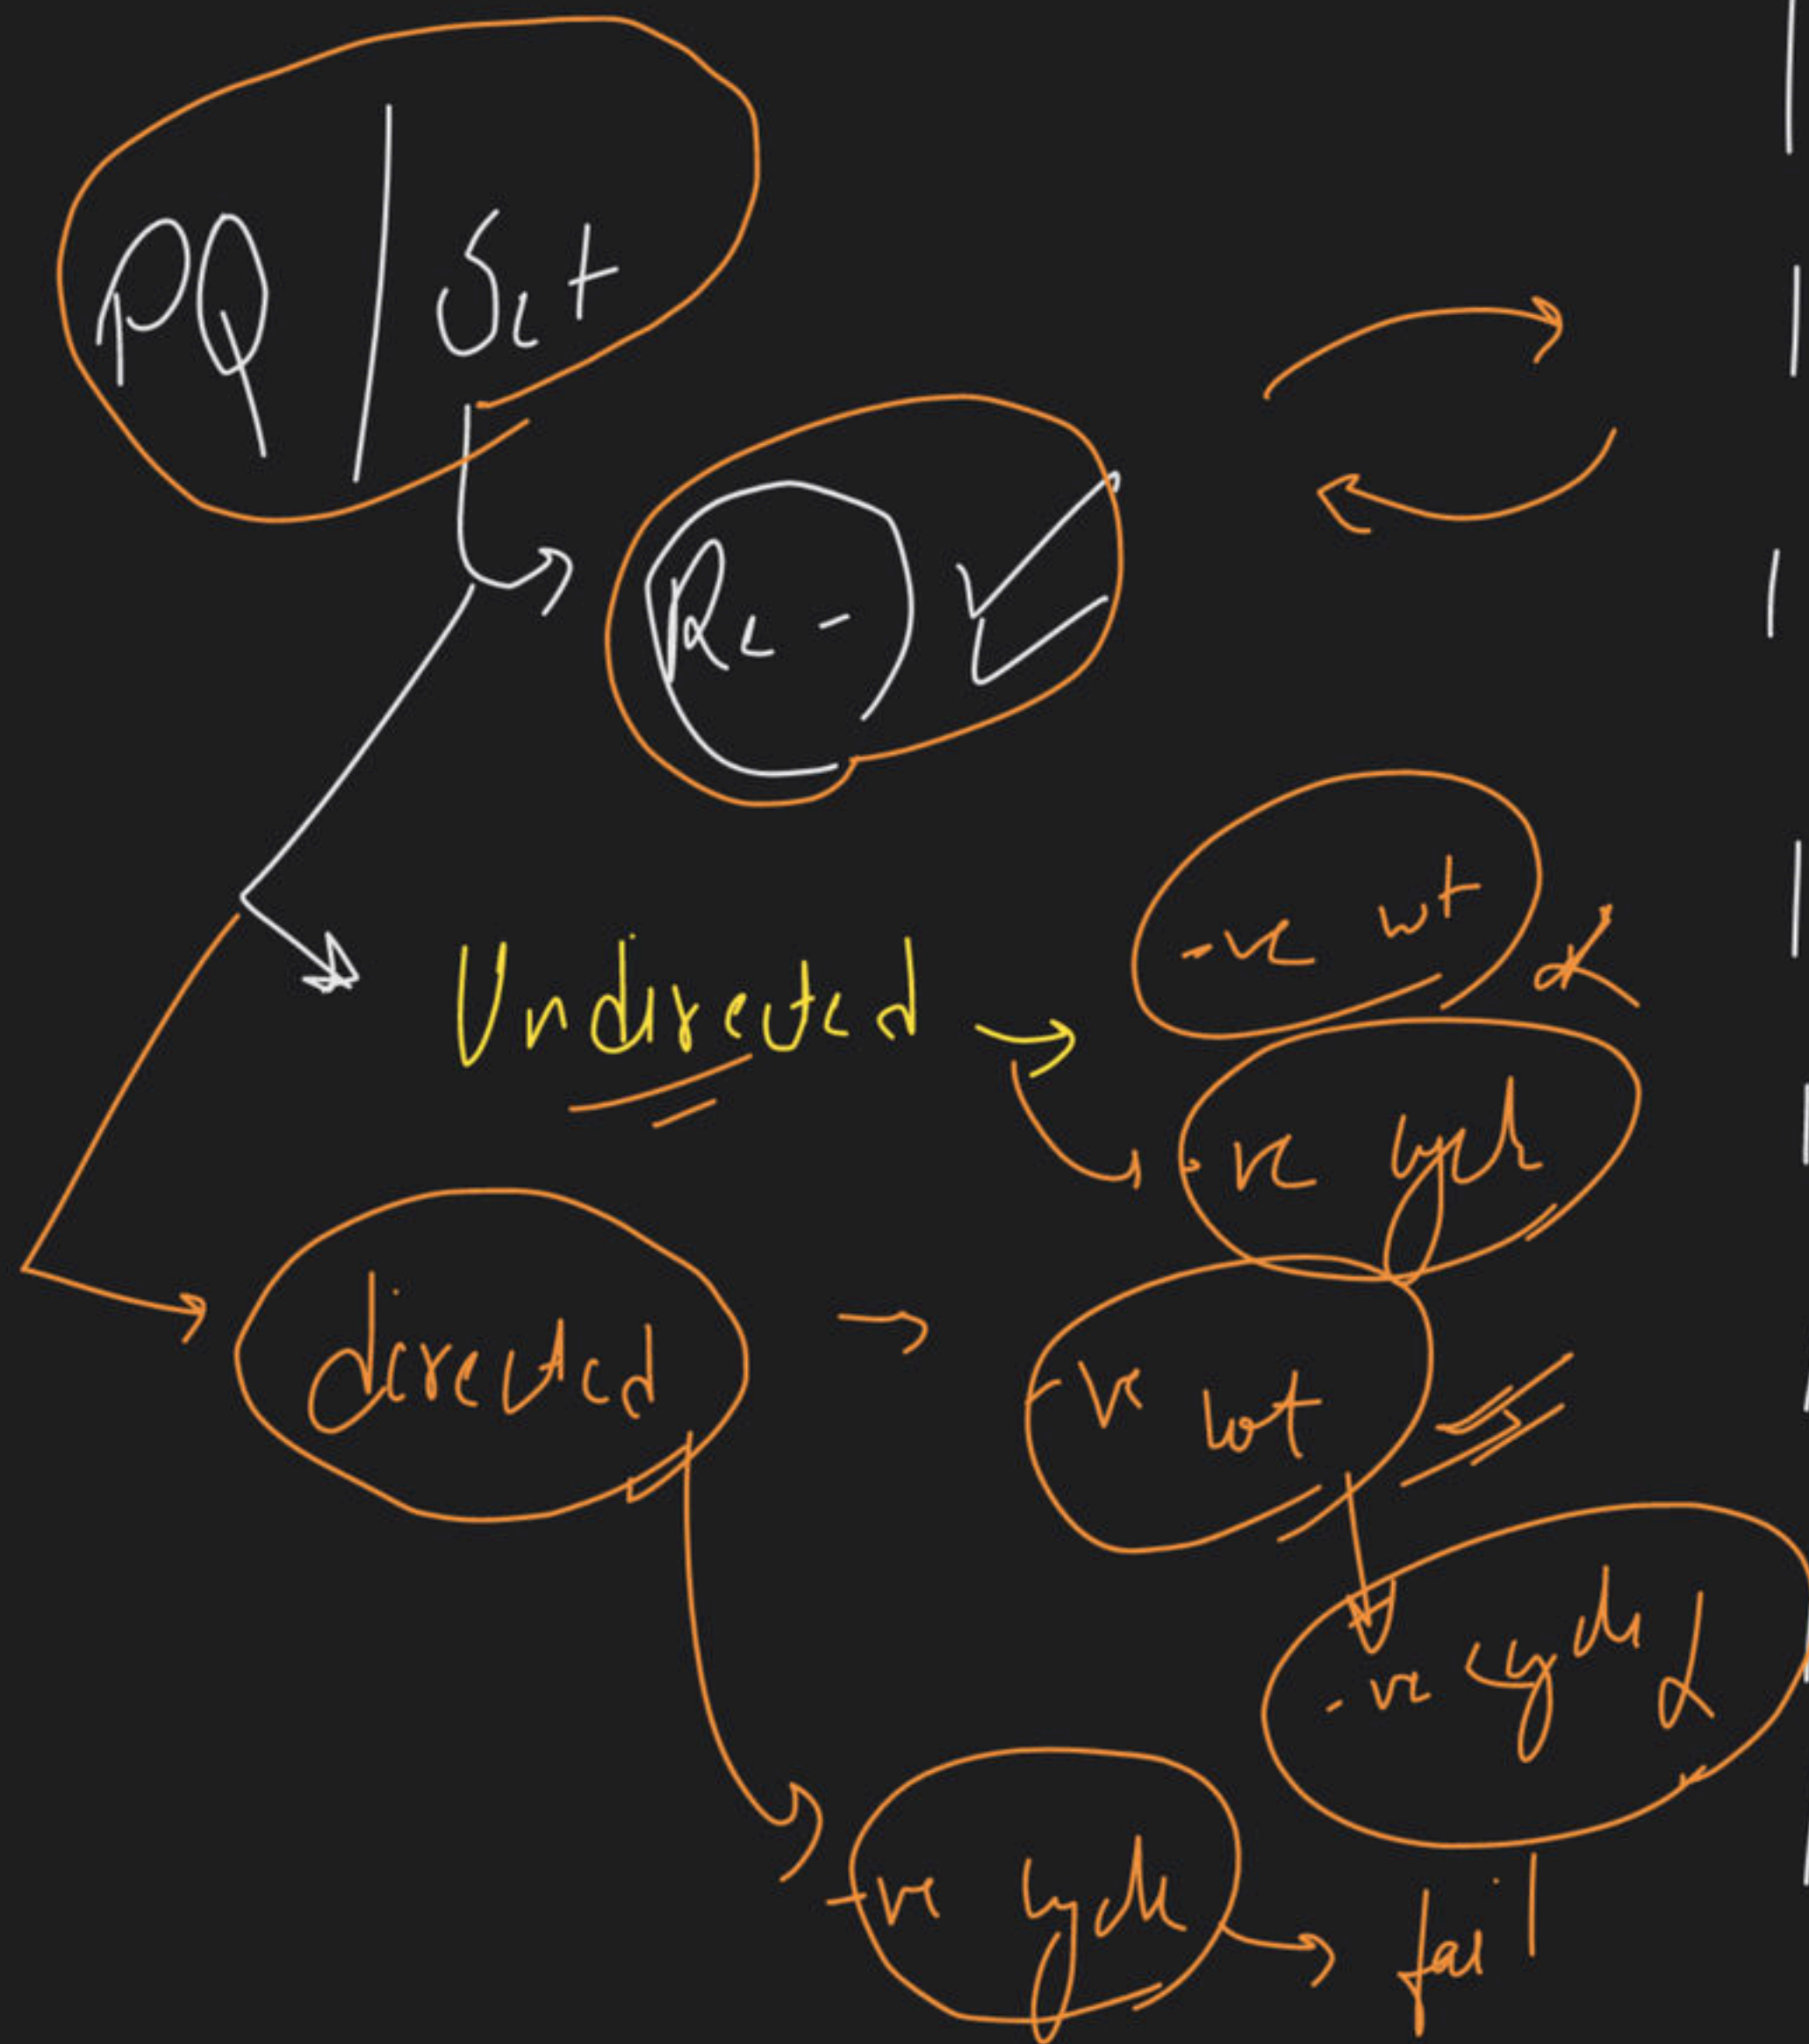 PQ | Set
Re -
Undirected →
-ve wt
-ve cycle
directed →
-ve wt
-ve cycle
-ve cycle → fail